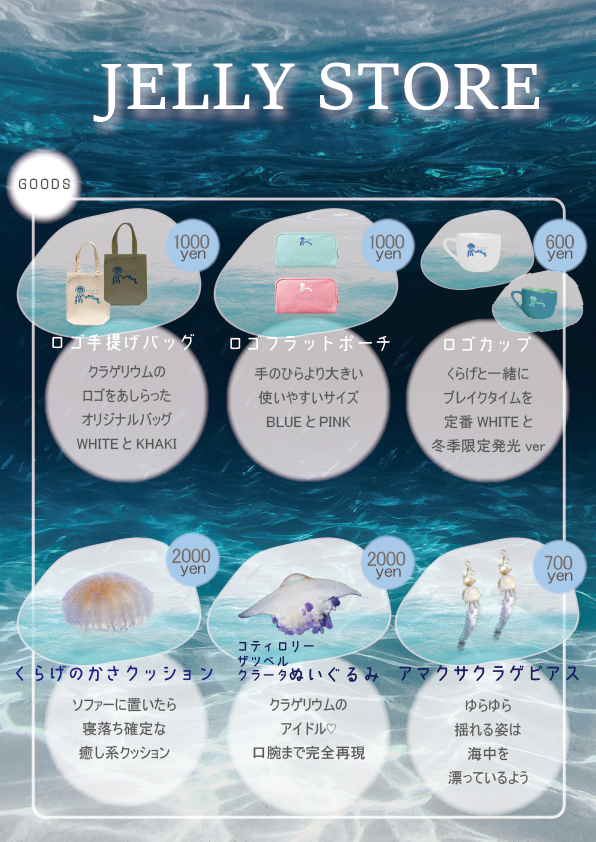 JELLY STORE
GOODS
1000
yen
ロゴ手提げバッグ
クラゲリウムの
ロゴをあしらった
オリジナルバッグ
WHITE と KHAKI
1000
yen
ロゴフラットポーチ
手のひらより大きい
使いやすいサイズ
BLUE と PINK
600
yen
ロゴカップ
くらげと一緒に
ブレイクタイムを
定番 WHITE と
冬季限定発光 ver
2000
yen
くらげのかさクッション
ソファーに置いたら
寝落ち確定な
癒し系クッション
2000
yen
コティロリー
ザツベル
クラータぬいぐるみ
クラゲリウムの
アイドル♡
口腕まで完全再現
700
yen
アマクサクラゲピアス
ゆらゆら
揺れる姿は
海中を
漂っているよう